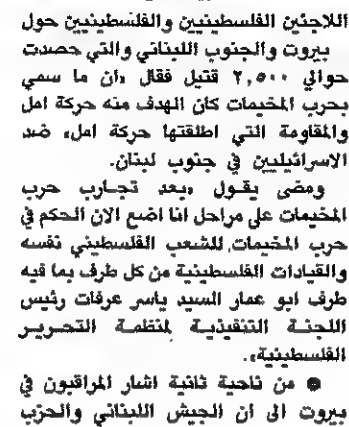 اللاجئين الفلسطينيين والفلسطينيين حول
بيروت والجنوب اللبناني والتي حصدت
حوالي ٢,٥٠٠ قتيل فقال «ان ما سمي
بحرب المخيمات كان الهدف منه حركة امل
والمقاومة التي اطلقتها حركة امل» ضد
الاسرائيليين في جنوب لبنان.
ومضى يقول «بعد تجارب حرب
المخيمات على مراحل انا اضع الان الحكم في
حرب المخيمات للشعب الفلسطيني نفسه
والقيادات الفلسطينية من كل طرف بما فيه
طرف ابو عمار السيد ياسر عرفات رئيس
اللجنة التنفيذية لمنظمة التحرير
الفلسطينية».
● من ناحية ثانية اشار المراقبون في
بيروت الى ان الجيش اللبناني والحزب